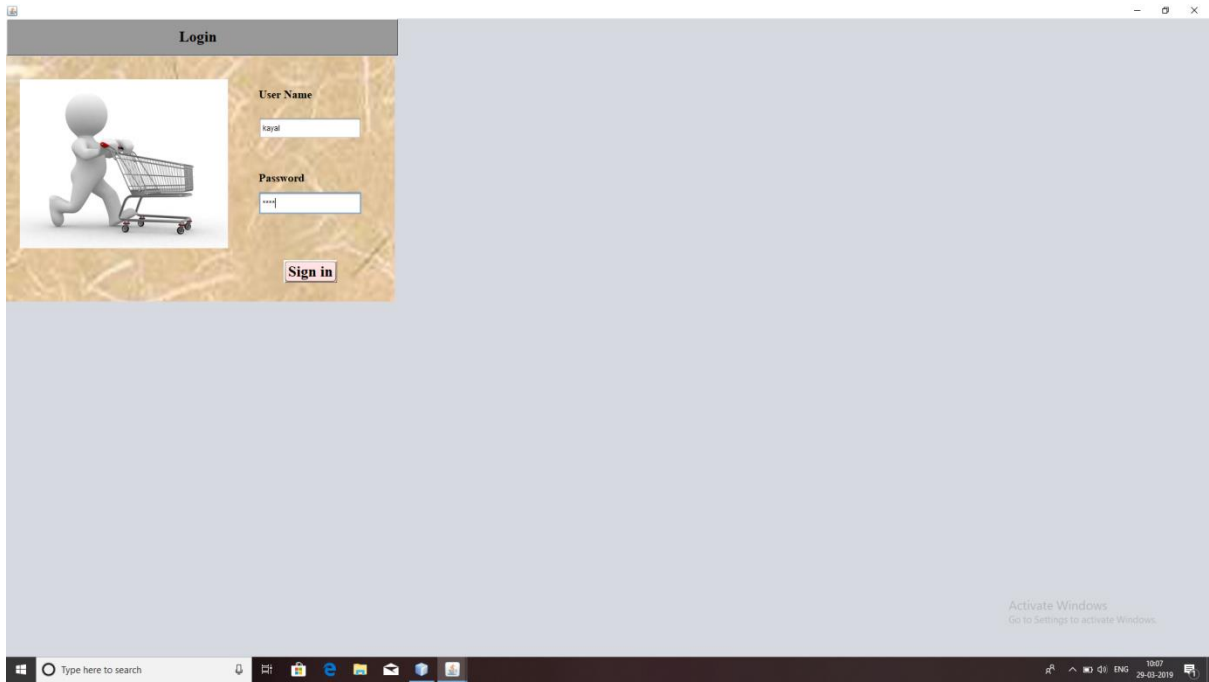 Login
User Name
kayal
Password
****
Sign in
Activate Windows
Go to Settings to activate Windows.
Type here to search
ENG
10:07
29-03-2019